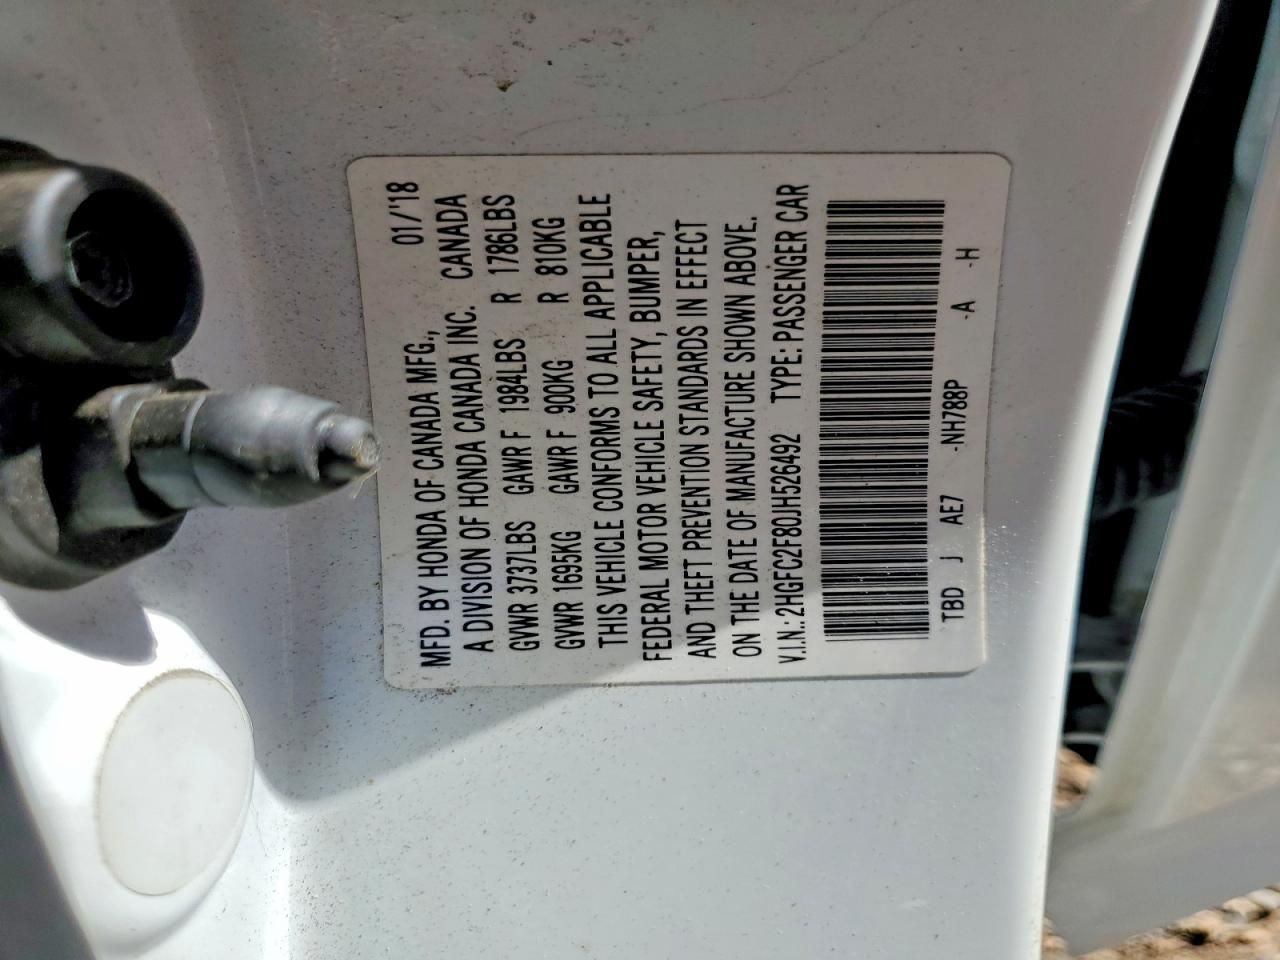 01/'18
MFD. BY HONDA OF CANADA MFG.,
A DIVISION OF HONDA CANADA INC. CANADA
GVWR 3737LBS GAWR F 1984LBS R 1786LBS
GVWR 1695KG GAWR F 900KG R 810KG
THIS VEHICLE CONFORMS TO ALL APPLICABLE
FEDERAL MOTOR VEHICLE SAFETY, BUMPER,
AND THEFT PREVENTION STANDARDS IN EFFECT
ON THE DATE OF MANUFACTURE SHOWN ABOVE.
V.I.N.: 2HGFC2F80JH526492 TYPE: PASSENGER CAR
TBD J AE7 -NH788P -A -H